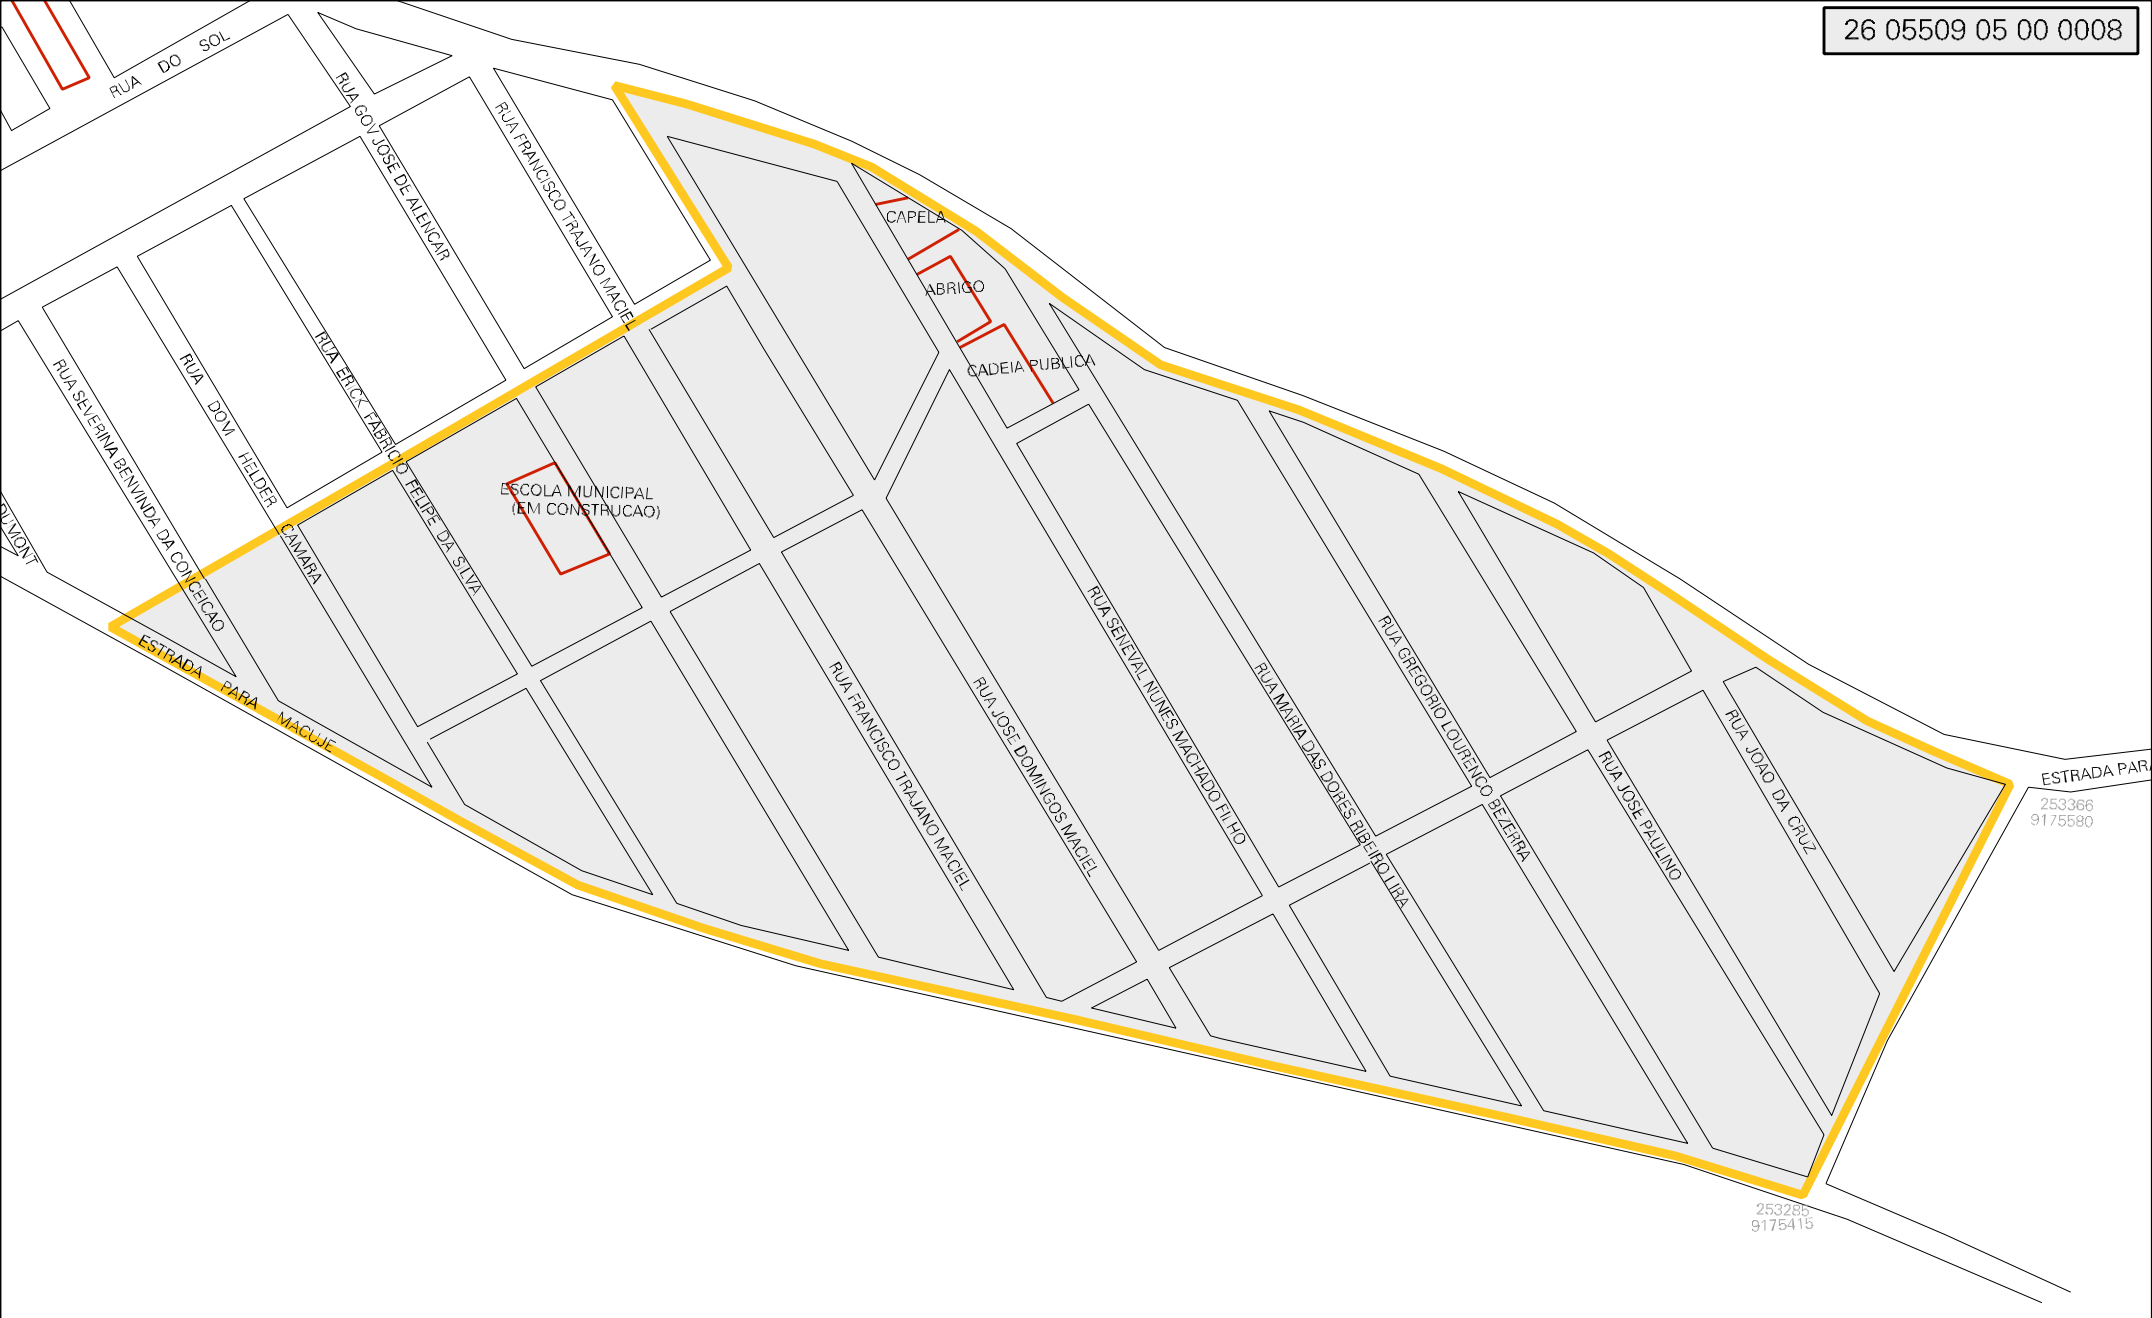 26 05509 05 00 0008
RUA DO SOL
RUA GOV JOSE DE ALENCAR
RUA FRANCISCO TRAJANO MACIEL
CAPELA
ABRIGO
CADEIA PUBLICA
RUA SEVERINA BENVINDA DA CONCEICAO
RUA DOM HELDER CAMARA
RUA ERICK FABRICIO FELIPE DA SILVA
ESCOLA MUNICIPAL
(EM CONSTRUCAO)
DUMONT
ESTRADA PARA MACUJE
RUA FRANCISCO TRAJANO MACIEL
RUA JOSE DOMINGOS MACIEL
RUA SENEVAL NUNES MACHADO FILHO
RUA MARIA DAS DORES RIBEIRO LIRA
RUA GREGORIO LOURENCO BEZERRA
RUA JOSE PAULINO
RUA JOAO DA CRUZ
ESTRADA PARA
253366
9175580
253285
9175415